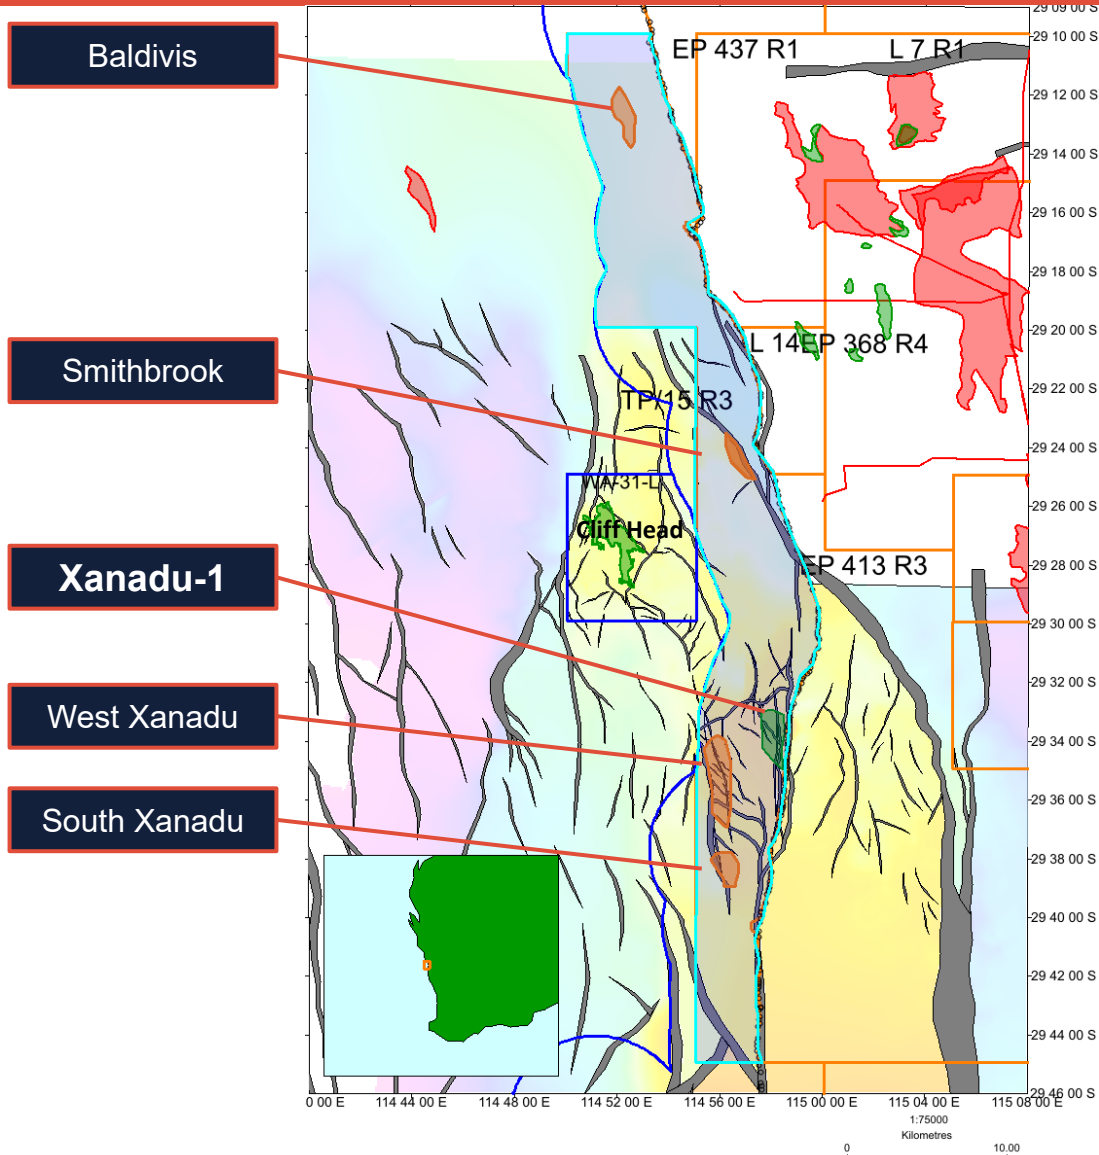 29 09 00 S
Baldivis
EP 437 R1
L 7 R1
29 10 00 S
29 12 00 S
29 14 00 S
29 16 00 S
29 18 00 S
29 20 00 S
Smithbrook
L 14EP 368 R4
29 22 00 S
TP/15 R3
29 24 00 S
WA-31-L
29 26 00 S
Cliff Head
Xanadu-1
EP 413 R3
29 28 00 S
29 30 00 S
29 32 00 S
West Xanadu
29 34 00 S
29 36 00 S
South Xanadu
29 38 00 S
29 40 00 S
29 42 00 S
29 44 00 S
29 46 00 S
0 00 E
114 44 00 E
114 48 00 E
114 52 00 E
114 56 00 E
115 00 00 E
115 04 00 E
115 08 00 E
1:75000
Kilometres
0
10.00